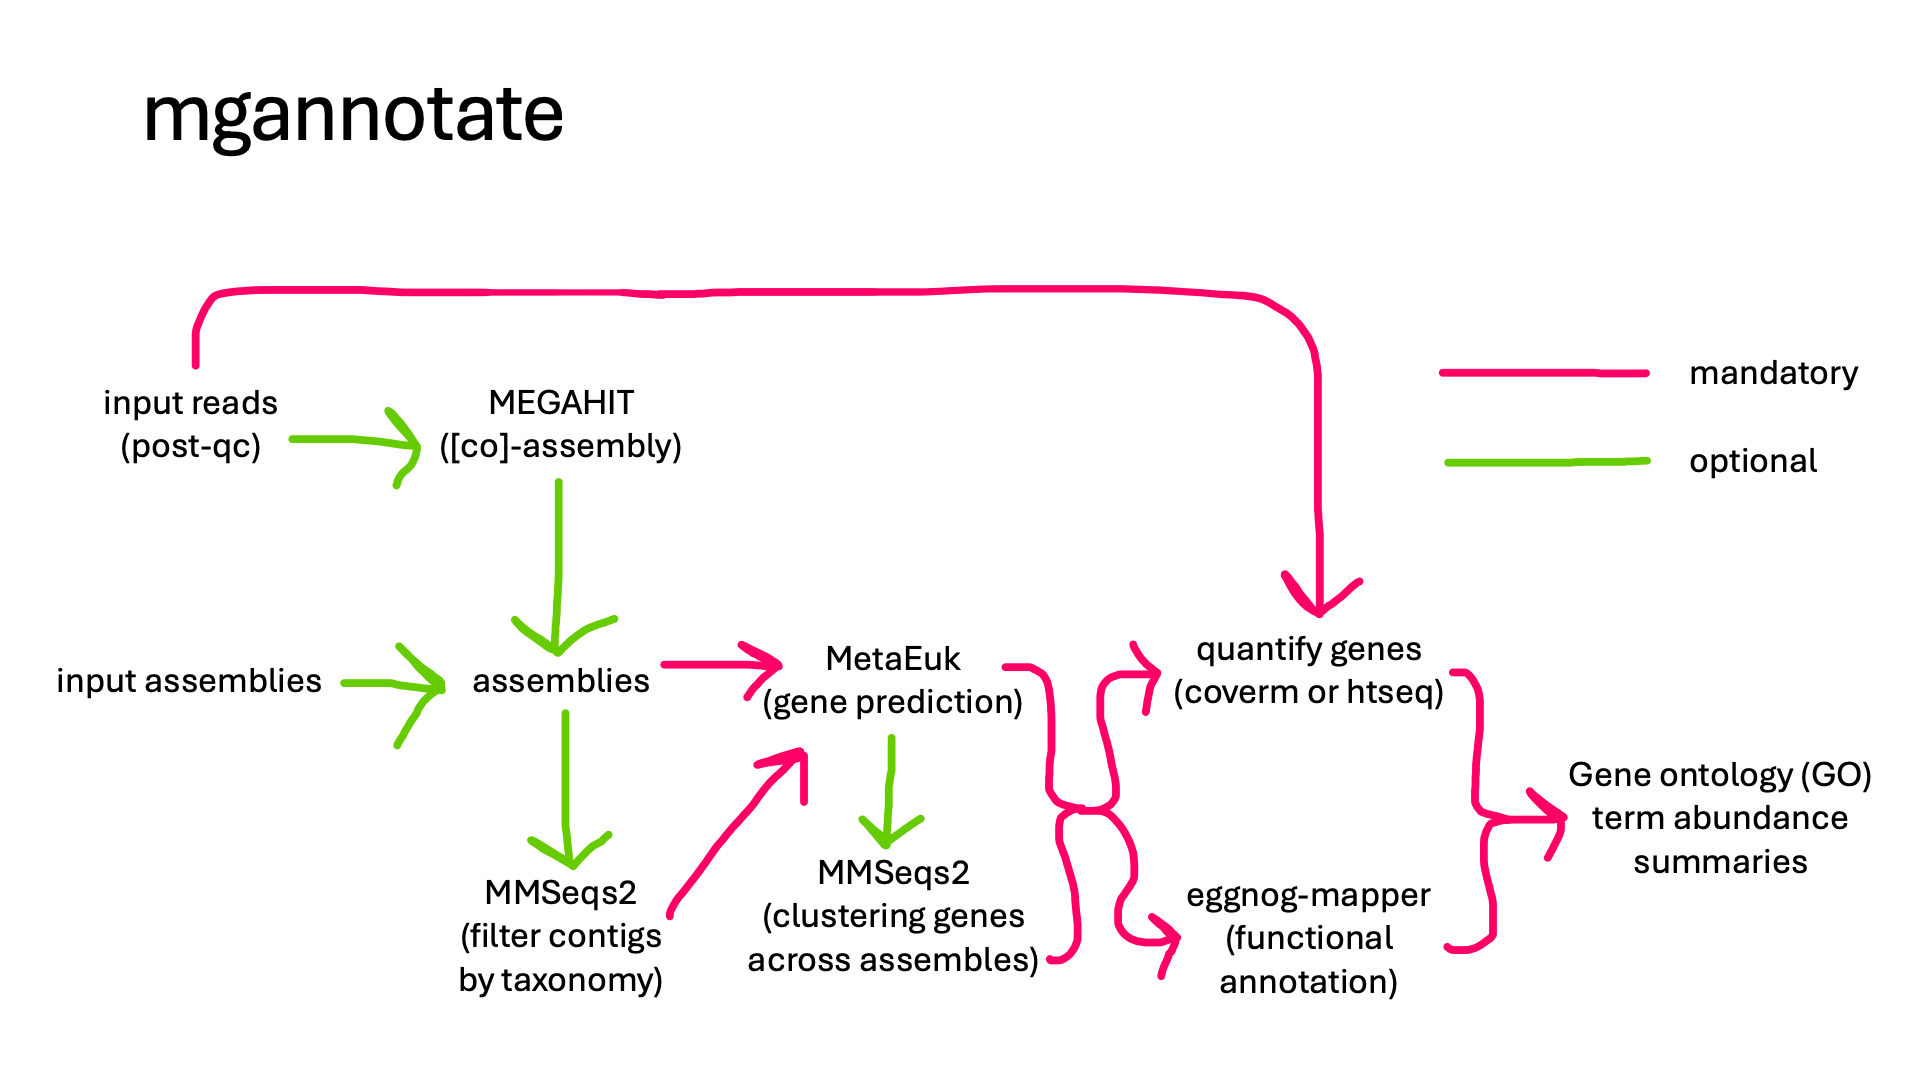 mgannotate
input reads
(post-qc)
MEGAHIT
([co]-assembly)
mandatory
optional
input assemblies
assemblies
MetaEuk
(gene prediction)
quantify genes
(coverm or htseq)
MMSeqs2
(filter contigs
by taxonomy)
MMSeqs2
(clustering genes
across assembles)
eggnog-mapper
(functional
annotation)
Gene ontology (GO)
term abundance
summaries